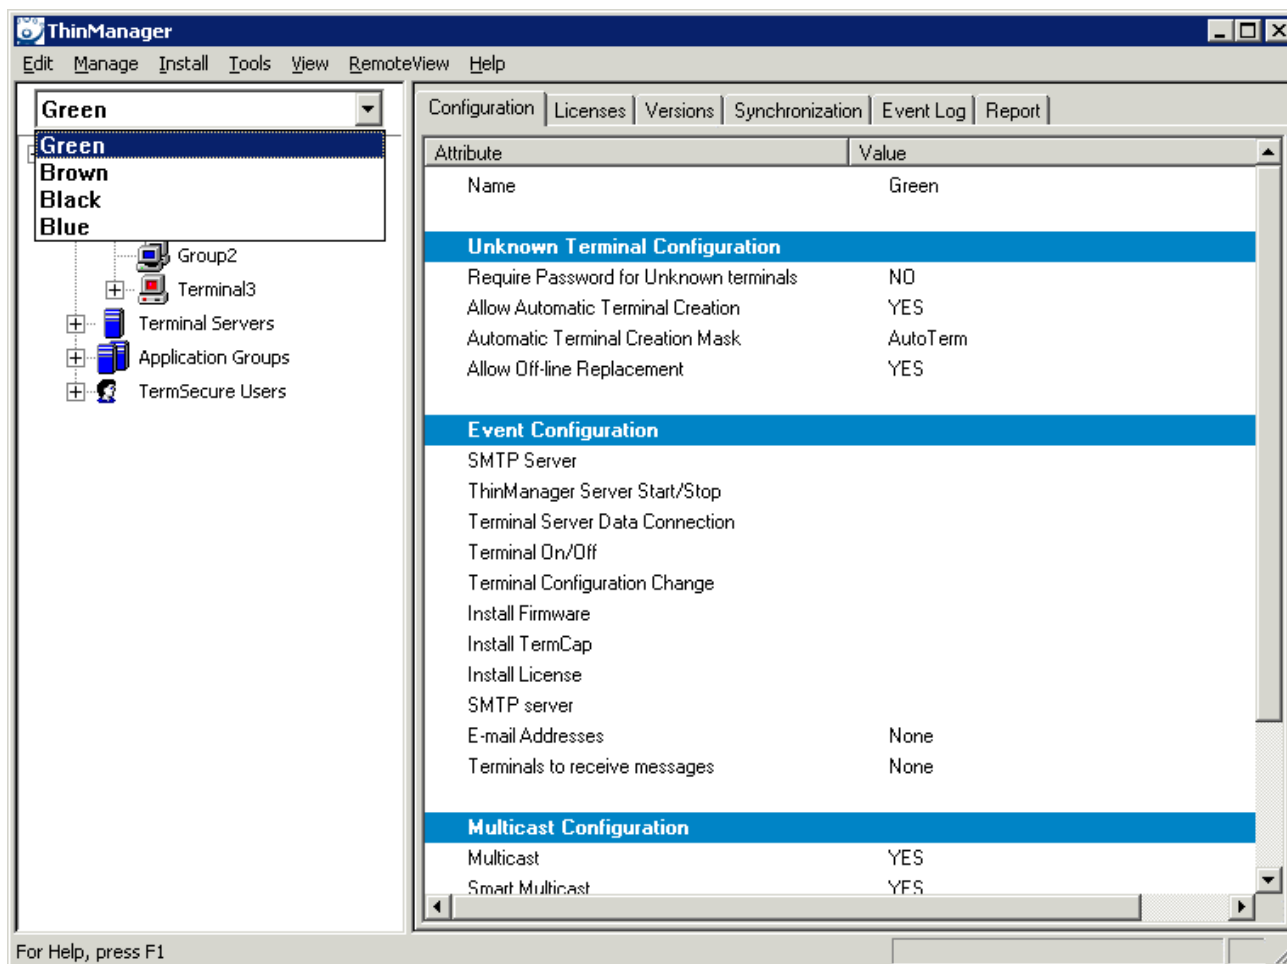 ThinManager
Edit Manage Install Tools View RemoteView Help
Green
Green
Brown
Black
Blue
Group2
Terminal3
Terminal Servers
Application Groups
TermSecure Users
Configuration Licenses Versions Synchronization Event Log Report
Attribute Value
Name Green
Unknown Terminal Configuration
Require Password for Unknown terminals NO
Allow Automatic Terminal Creation YES
Automatic Terminal Creation Mask AutoTerm
Allow Off-line Replacement YES
Event Configuration
SMTP Server
ThinManager Server Start/Stop
Terminal Server Data Connection
Terminal On/Off
Terminal Configuration Change
Install Firmware
Install TermCap
Install License
SMTP server
E-mail Addresses None
Terminals to receive messages None
Multicast Configuration
Multicast YES
Smart Multicast YES
For Help, press F1